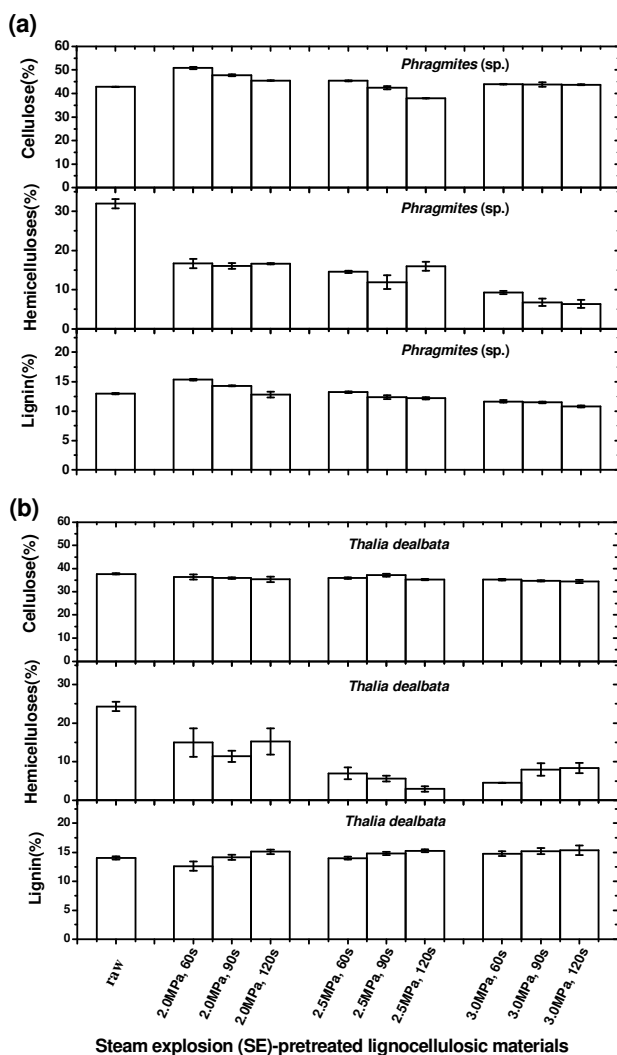 (a)
Phragmites (sp.)
Cellulose(%)
60
50
40
30
20
10
0
Phragmites (sp.)
Hemicelluloses(%)
30
20
10
0
Phragmites (sp.)
Lignin(%)
20
15
10
5
0
(b)
Thalia dealbata
Cellulose(%)
60
50
40
30
20
10
0
Thalia dealbata
Hemicelluloses(%)
30
20
10
0
Thalia dealbata
Lignin(%)
20
15
10
5
0
raw
2.0MPa, 60s
2.0MPa, 90s
2.0MPa, 120s
2.5MPa, 60s
2.5MPa, 90s
2.5MPa, 120s
3.0MPa, 60s
3.0MPa, 90s
3.0MPa, 120s
Steam explosion (SE)-pretreated lignocellulosic materials